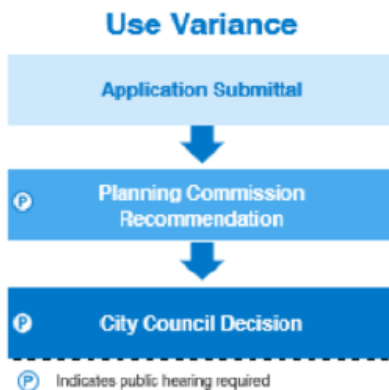 Use Variance
Application Submittal
P Planning Commission
Recommendation
P City Council Decision
P Indicates public hearing required